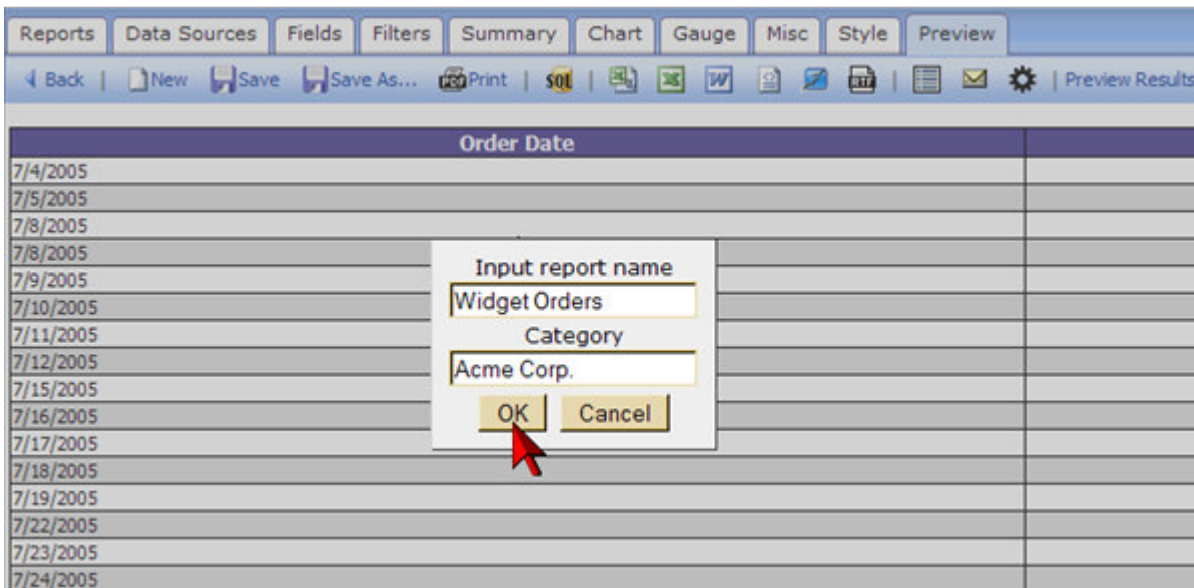 Reports Data Sources Fields Filters Summary Chart Gauge Misc Style Preview
Back | New Save Save As... Print | SQL | | Preview Results
Order Date
7/4/2005
7/5/2005
7/8/2005
7/8/2005
7/9/2005
7/10/2005
7/11/2005
7/12/2005
7/15/2005
7/16/2005
7/17/2005
7/18/2005
7/19/2005
7/22/2005
7/23/2005
7/24/2005
Input report name
Widget Orders
Category
Acme Corp.
OK Cancel